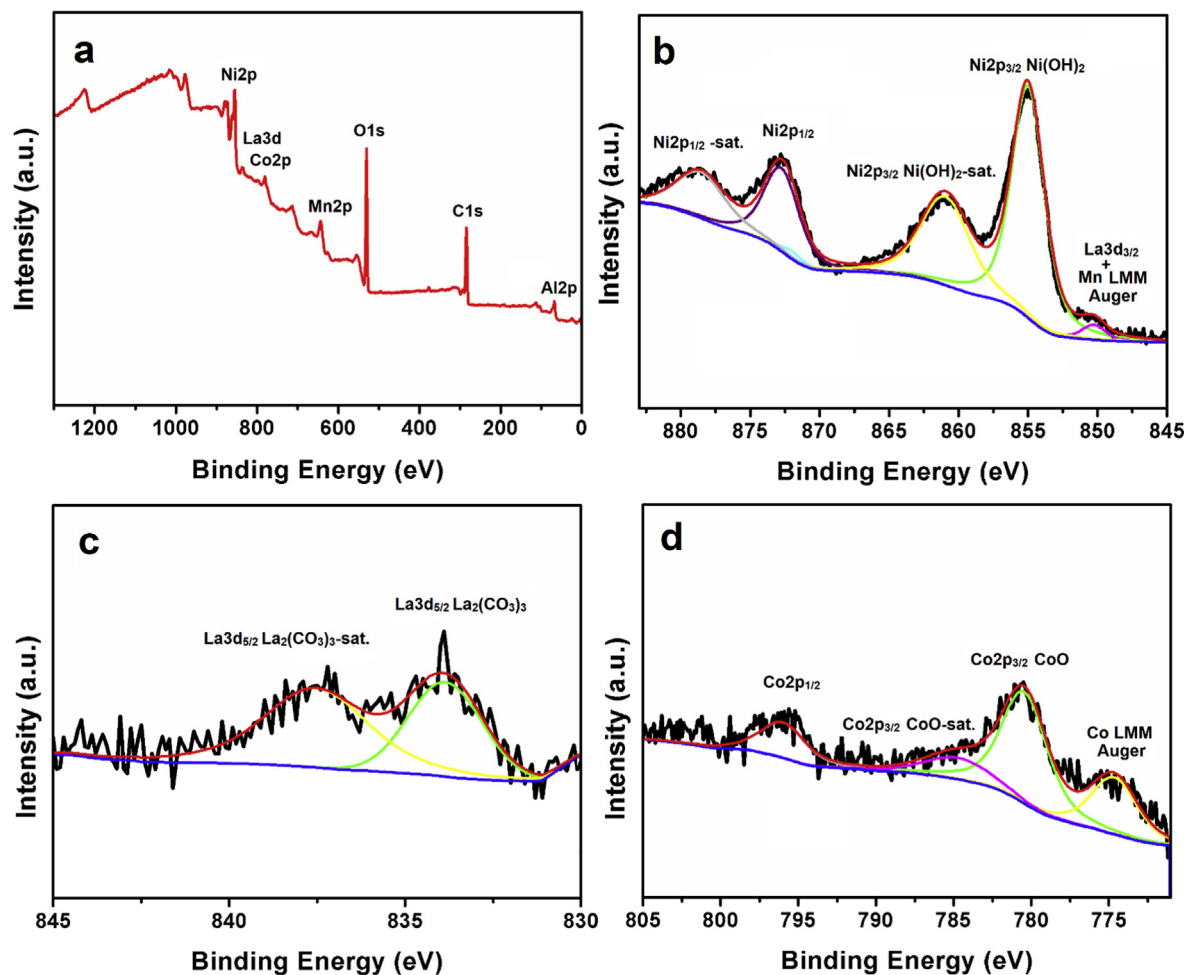 a
Ni2p
La3d
Co2p
Mn2p
O1s
C1s
Al2p
Intensity (a.u.)
1200 1000 800 600 400 200 0
Binding Energy (eV)
b
Ni2p1/2 -sat.
Ni2p1/2
Ni2p3/2 Ni(OH)2-sat.
Ni2p3/2 Ni(OH)2
La3d3/2
+
Mn LMM
Auger
Intensity (a.u.)
880 875 870 865 860 855 850 845
Binding Energy (eV)
c
La3d5/2 La2(CO3)3-sat.
La3d5/2 La2(CO3)3
Intensity (a.u.)
845 840 835 830
Binding Energy (eV)
d
Co2p1/2
Co2p3/2 CoO-sat.
Co2p3/2 CoO
Co LMM
Auger
Intensity (a.u.)
805 800 795 790 785 780 775
Binding Energy (eV)